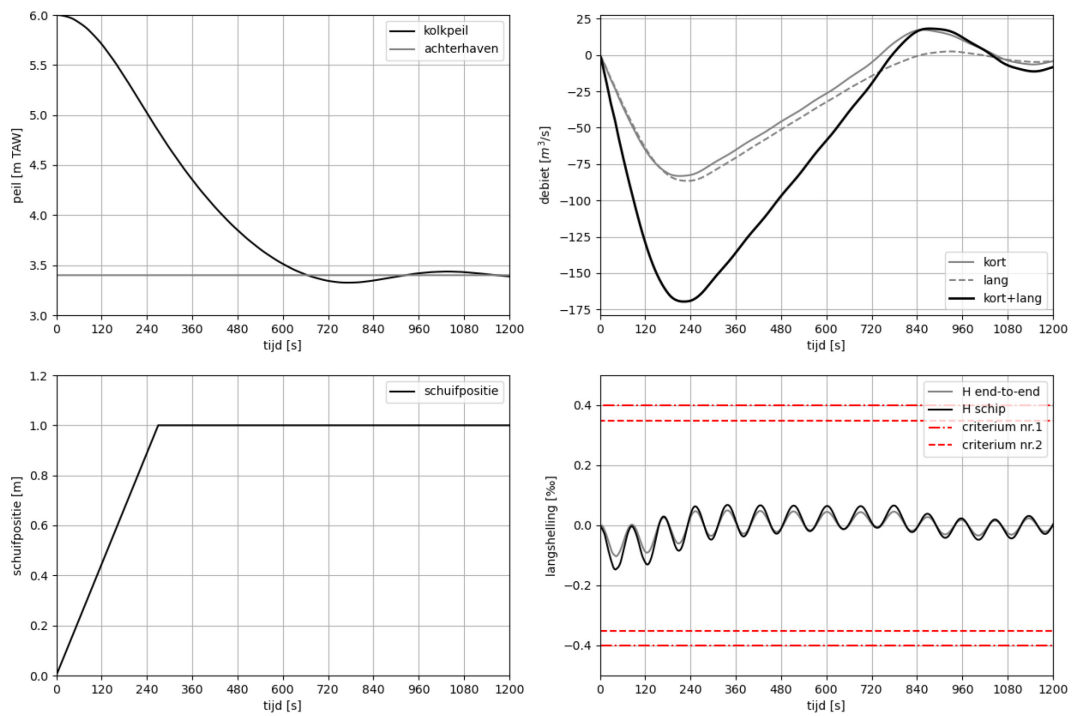 6.0
5.5
5.0
4.5
4.0
3.5
3.0
peil [m TAW]
kolkpeil
achterhaven
0 120 240 360 480 600 720 840 960 1080 1200
tijd [s]
25
0
−25
−50
−75
−100
−125
−150
−175
debiet [m³/s]
kort
lang
kort+lang
0 120 240 360 480 600 720 840 960 1080 1200
tijd [s]
1.2
1.0
0.8
0.6
0.4
0.2
0.0
schuifpositie [m]
schuifpositie
0 120 240 360 480 600 720 840 960 1080 1200
tijd [s]
0.4
0.2
0.0
−0.2
−0.4
langshelling [‰]
H end-to-end
H schip
criterium nr.1
criterium nr.2
0 120 240 360 480 600 720 840 960 1080 1200
tijd [s]